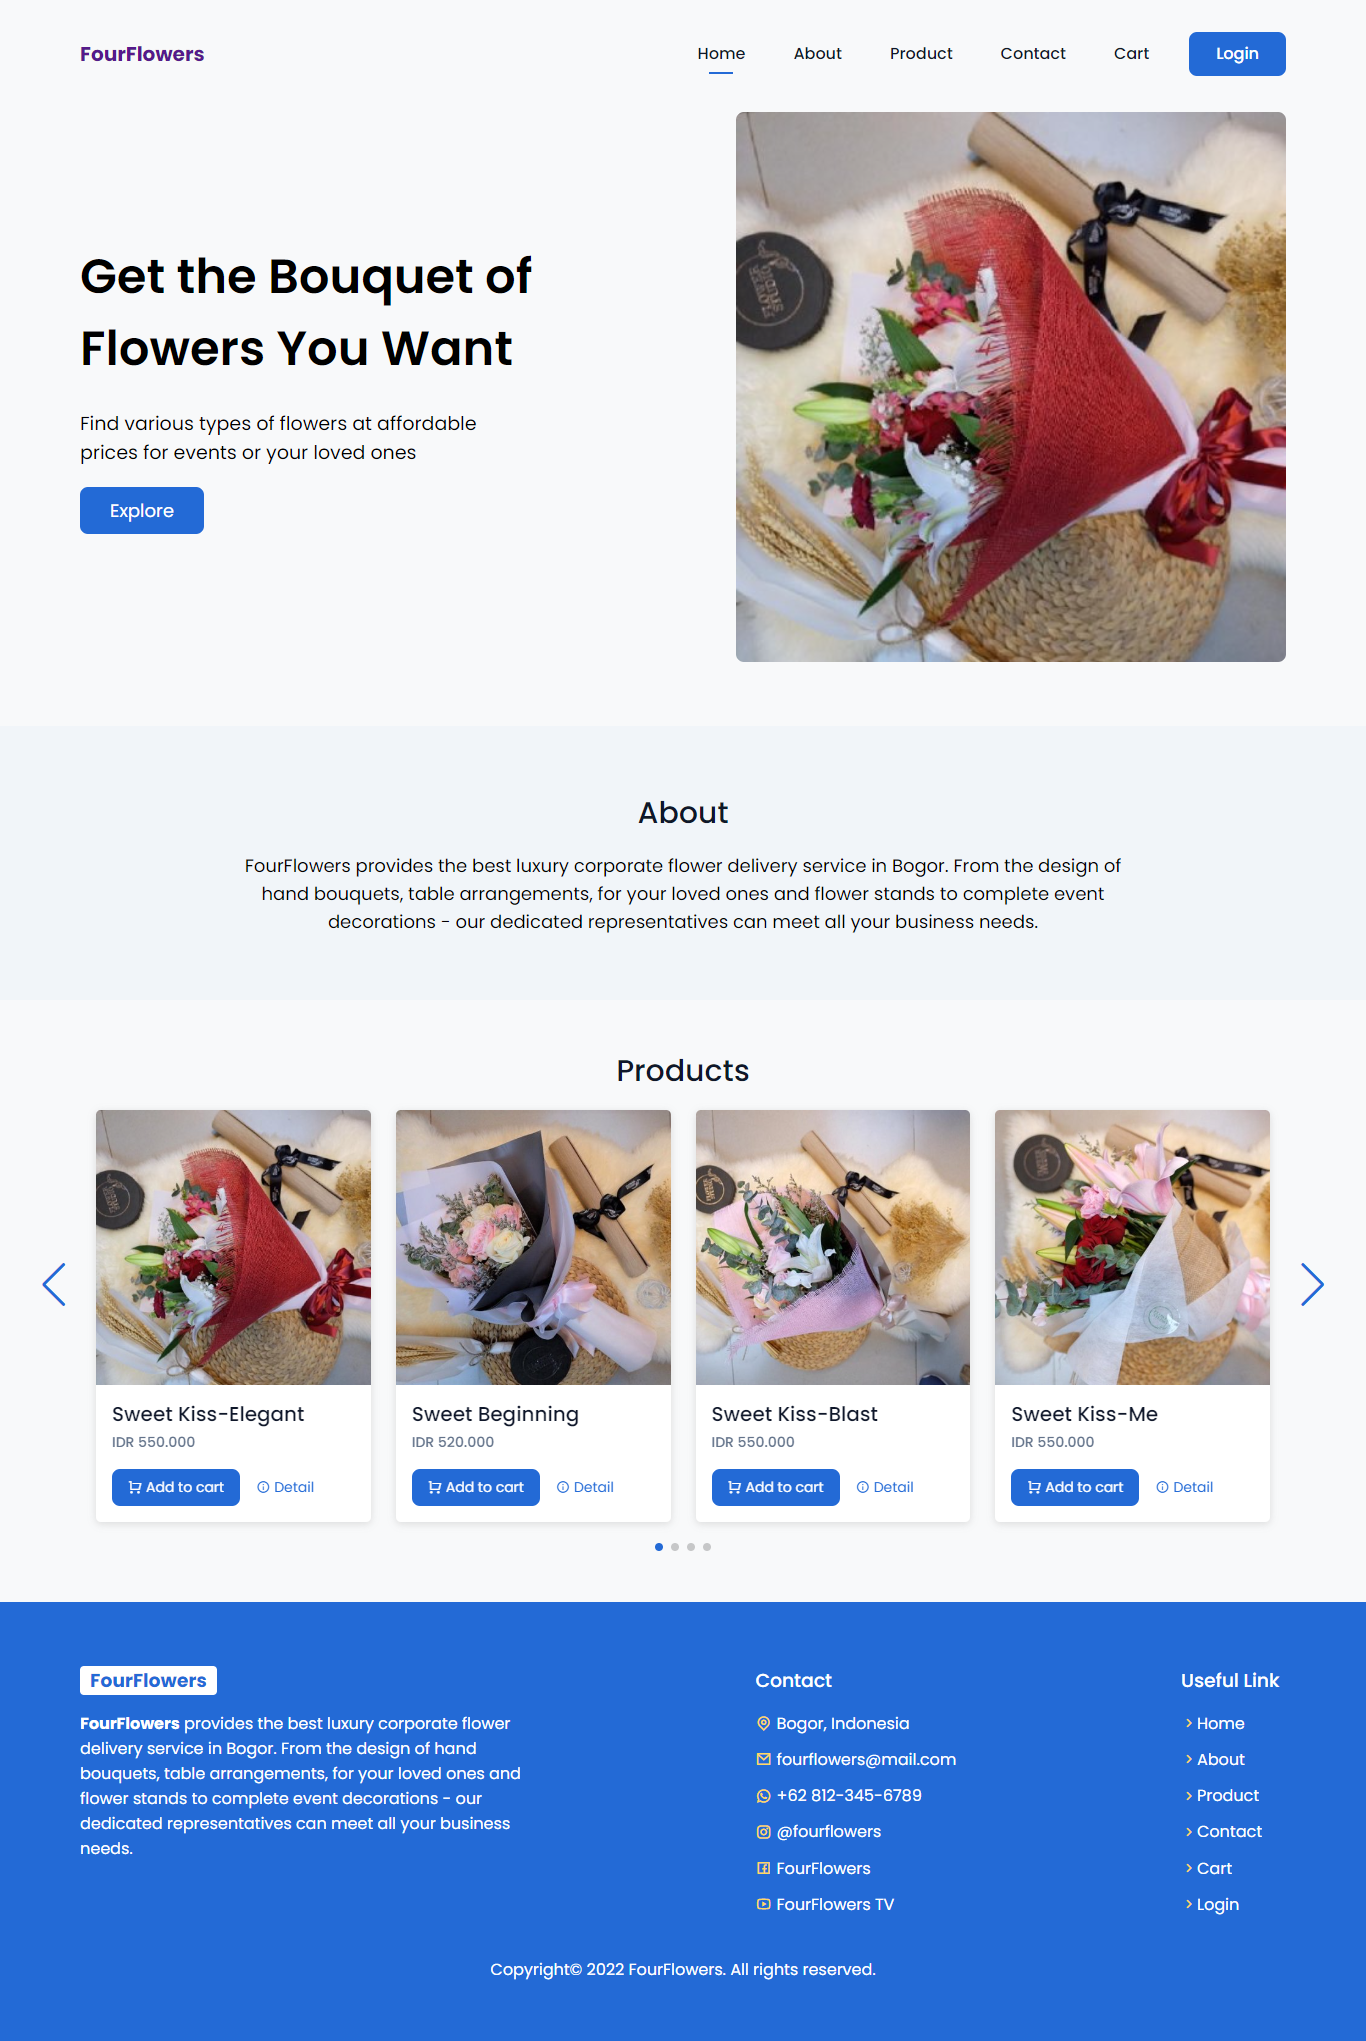 FourFlowers
Home
About
Product
Contact
Cart
Login
Get the Bouquet of
Flowers You Want
Find various types of flowers at affordable
prices for events or your loved ones
Explore
About
FourFlowers provides the best luxury corporate flower delivery service in Bogor. From the design of
hand bouquets, table arrangements, for your loved ones and flower stands to complete event
decorations - our dedicated representatives can meet all your business needs.
Products
Sweet Kiss-Elegant
IDR 550.000
Add to cart
Detail
Sweet Beginning
IDR 520.000
Add to cart
Detail
Sweet Kiss-Blast
IDR 550.000
Add to cart
Detail
Sweet Kiss-Me
IDR 550.000
Add to cart
Detail
FourFlowers
FourFlowers provides the best luxury corporate flower
delivery service in Bogor. From the design of hand
bouquets, table arrangements, for your loved ones and
flower stands to complete event decorations - our
dedicated representatives can meet all your business
needs.
Contact
Bogor, Indonesia
fourflowers@mail.com
+62 812-345-6789
@fourflowers
FourFlowers
FourFlowers TV
Useful Link
Home
About
Product
Contact
Cart
Login
Copyright© 2022 FourFlowers. All rights reserved.